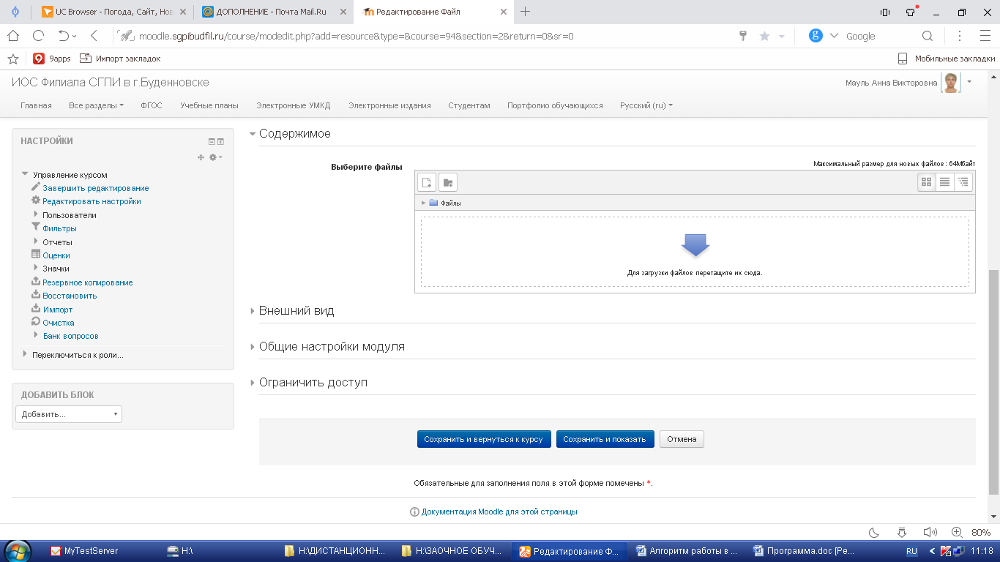 UC Browser - Погода, Сайт, Нов
ДОПОЛНЕНИЕ - Почта Mail.Ru
Редактирование Файл
moodle.sgpibudfil.ru/course/modedit.php?add=resource&type=&course=94&section=2&return=0&sr=0
Google
9apps
Импорт закладок
Мобильные закладки
ИОС Филиала СГПИ в г.Буденновске
Мауль Анна Викторовна
Главная
Все разделы
ФГОС
Учебные планы
Электронные УМКД
Электронные издания
Студентам
Портфолио обучающихся
Русский (ru)
НАСТРОЙКИ
Управление курсом
Завершить редактирование
Редактировать настройки
Пользователи
Фильтры
Отчеты
Оценки
Значки
Резервное копирование
Восстановить
Импорт
Очистка
Банк вопросов
Переключиться к роли...
ДОБАВИТЬ БЛОК
Добавить...
Содержимое
Выберите файлы
Максимальный размер для новых файлов: 64Мбайт
Файлы
Для загрузки файлов перетащите их сюда.
Внешний вид
Общие настройки модуля
Ограничить доступ
Сохранить и вернуться к курсу
Сохранить и показать
Отмена
Обязательные для заполнения поля в этой форме помечены *.
Документация Moodle для этой страницы
80%
MyTestServer
H:\
H:\ДИСТАНЦИОНН...
H:\ЗАОЧНОЕ ОБУЧ...
Редактирование Ф...
Алгоритм работы в ...
Программа.doc [Ре...
RU
11:18